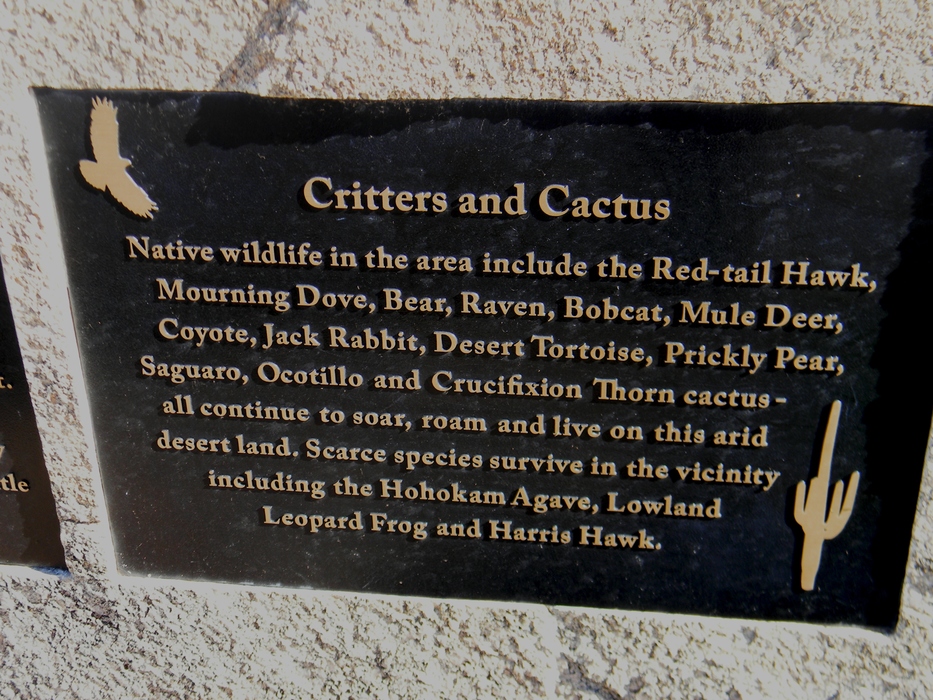 Critters and Cactus
Native wildlife in the area include the Red-tail Hawk,
Mourning Dove, Bear, Raven, Bobcat, Mule Deer,
Coyote, Jack Rabbit, Desert Tortoise, Prickly Pear,
Saguaro, Ocotillo and Crucifixion Thorn cactus-
all continue to soar, roam and live on this arid
desert land. Scarce species survive in the vicinity
including the Hohokam Agave, Lowland
Leopard Frog and Harris Hawk.